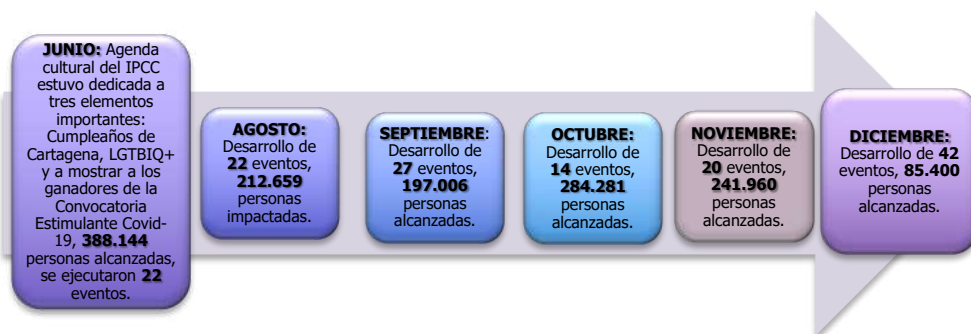 JUNIO: Agenda
cultural del IPCC
estuvo dedicada a
tres elementos
importantes:
Cumpleaños de
Cartagena, LGTBIQ+
y a mostrar a los
ganadores de la
Convocatoria
Estimulante Covid-
19, 388.144
personas alcanzadas,
se ejecutaron 22
eventos.
AGOSTO:
Desarrollo de
22 eventos,
212.659
personas
impactadas.
SEPTIEMBRE:
Desarrollo de
27 eventos,
197.006
personas
alcanzadas.
OCTUBRE:
Desarrollo de
14 eventos,
284.281
personas
alcanzadas.
NOVIEMBRE:
Desarrollo de
20 eventos,
241.960
personas
alcanzadas.
DICIEMBRE:
Desarrollo de 42
eventos, 85.400
personas
alcanzadas.